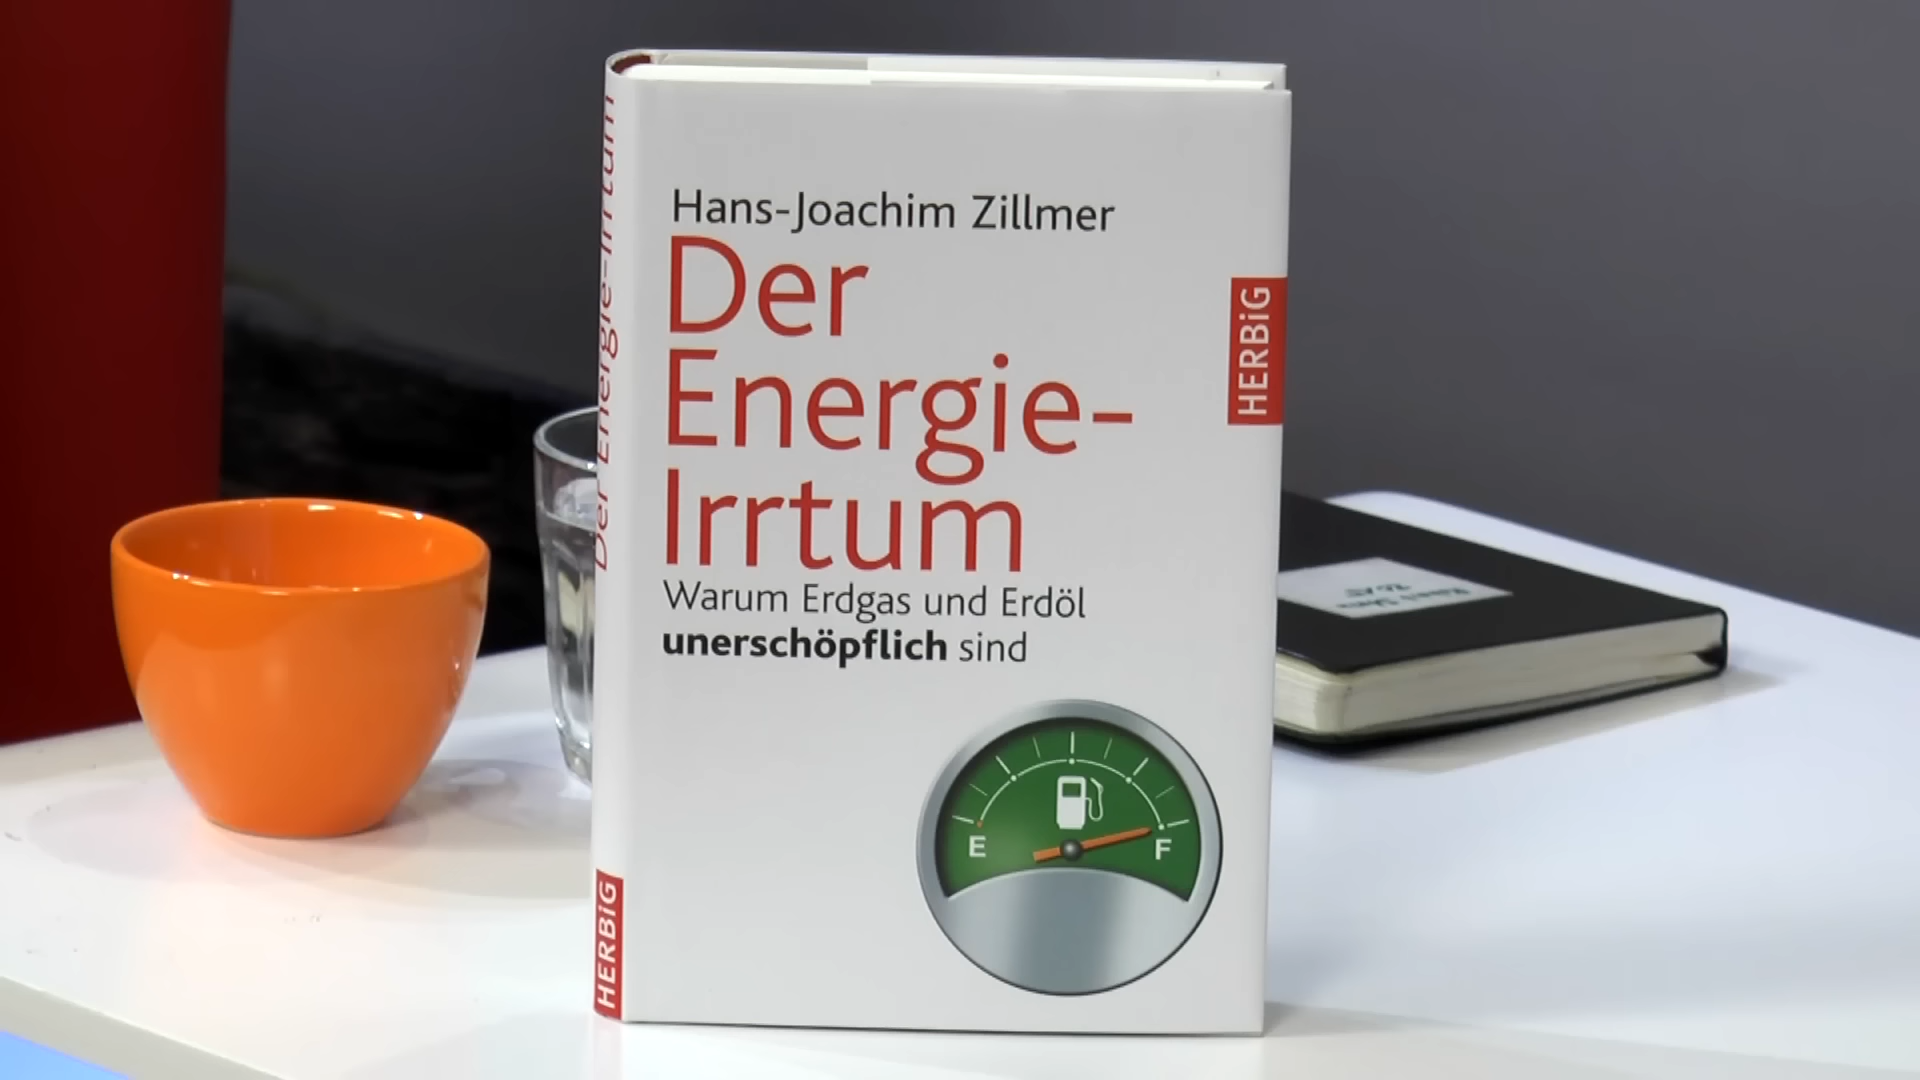 Hans-Joachim Zillmer
Der
Energie-
Irrtum
Warum Erdgas und Erdöl
unerschöpflich sind
HERBiG
Der Energie-Irrtum
HERBiG
E
F